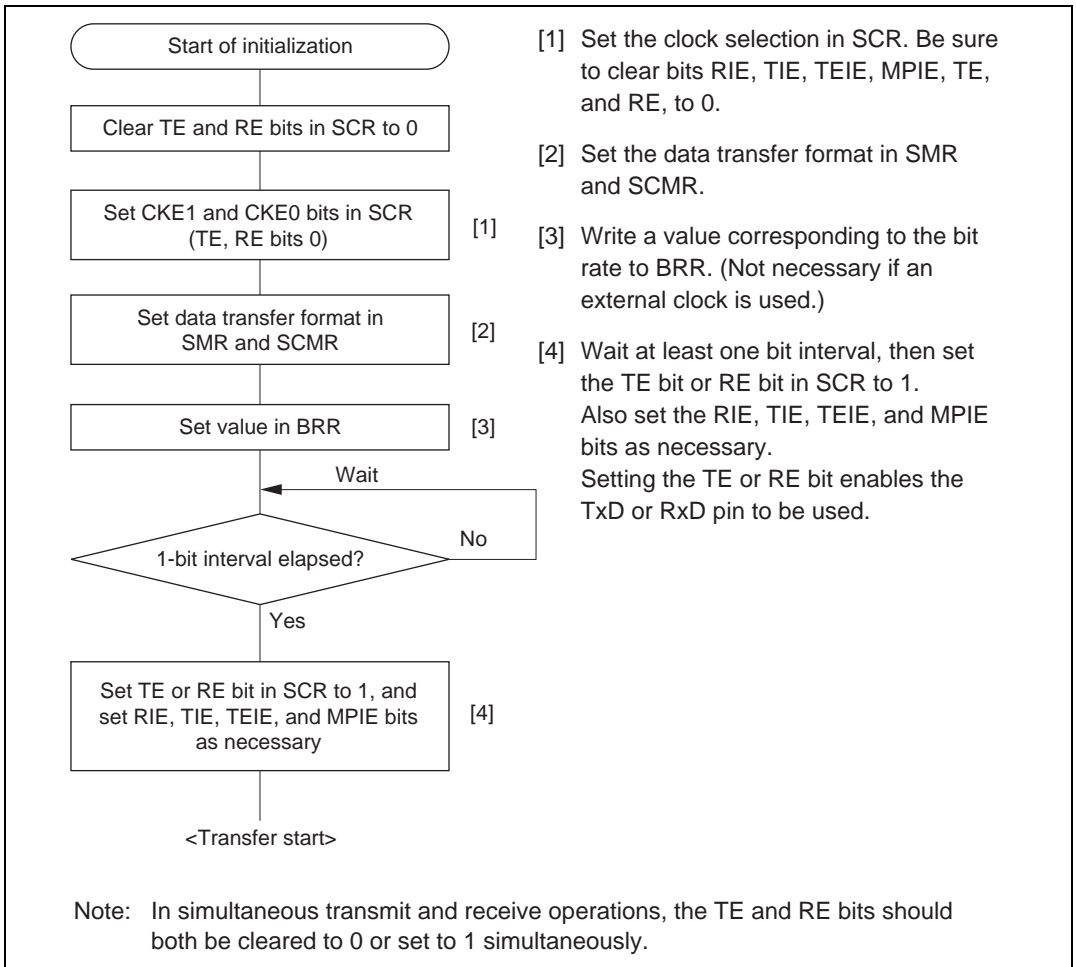 Start of initialization
Clear TE and RE bits in SCR to 0
Set CKE1 and CKE0 bits in SCR
(TE, RE bits 0)
[1]
Set data transfer format in
SMR and SCMR
[2]
Set value in BRR
[3]
Wait
1-bit interval elapsed?
No
Yes
Set TE or RE bit in SCR to 1, and
set RIE, TIE, TEIE, and MPIE bits
as necessary
[4]
<Transfer start>
[1] Set the clock selection in SCR. Be sure
to clear bits RIE, TIE, TEIE, MPIE, TE,
and RE, to 0.
[2] Set the data transfer format in SMR
and SCMR.
[3] Write a value corresponding to the bit
rate to BRR. (Not necessary if an
external clock is used.)
[4] Wait at least one bit interval, then set
the TE bit or RE bit in SCR to 1.
Also set the RIE, TIE, TEIE, and MPIE
bits as necessary.
Setting the TE or RE bit enables the
TxD or RxD pin to be used.
Note: In simultaneous transmit and receive operations, the TE and RE bits should
both be cleared to 0 or set to 1 simultaneously.